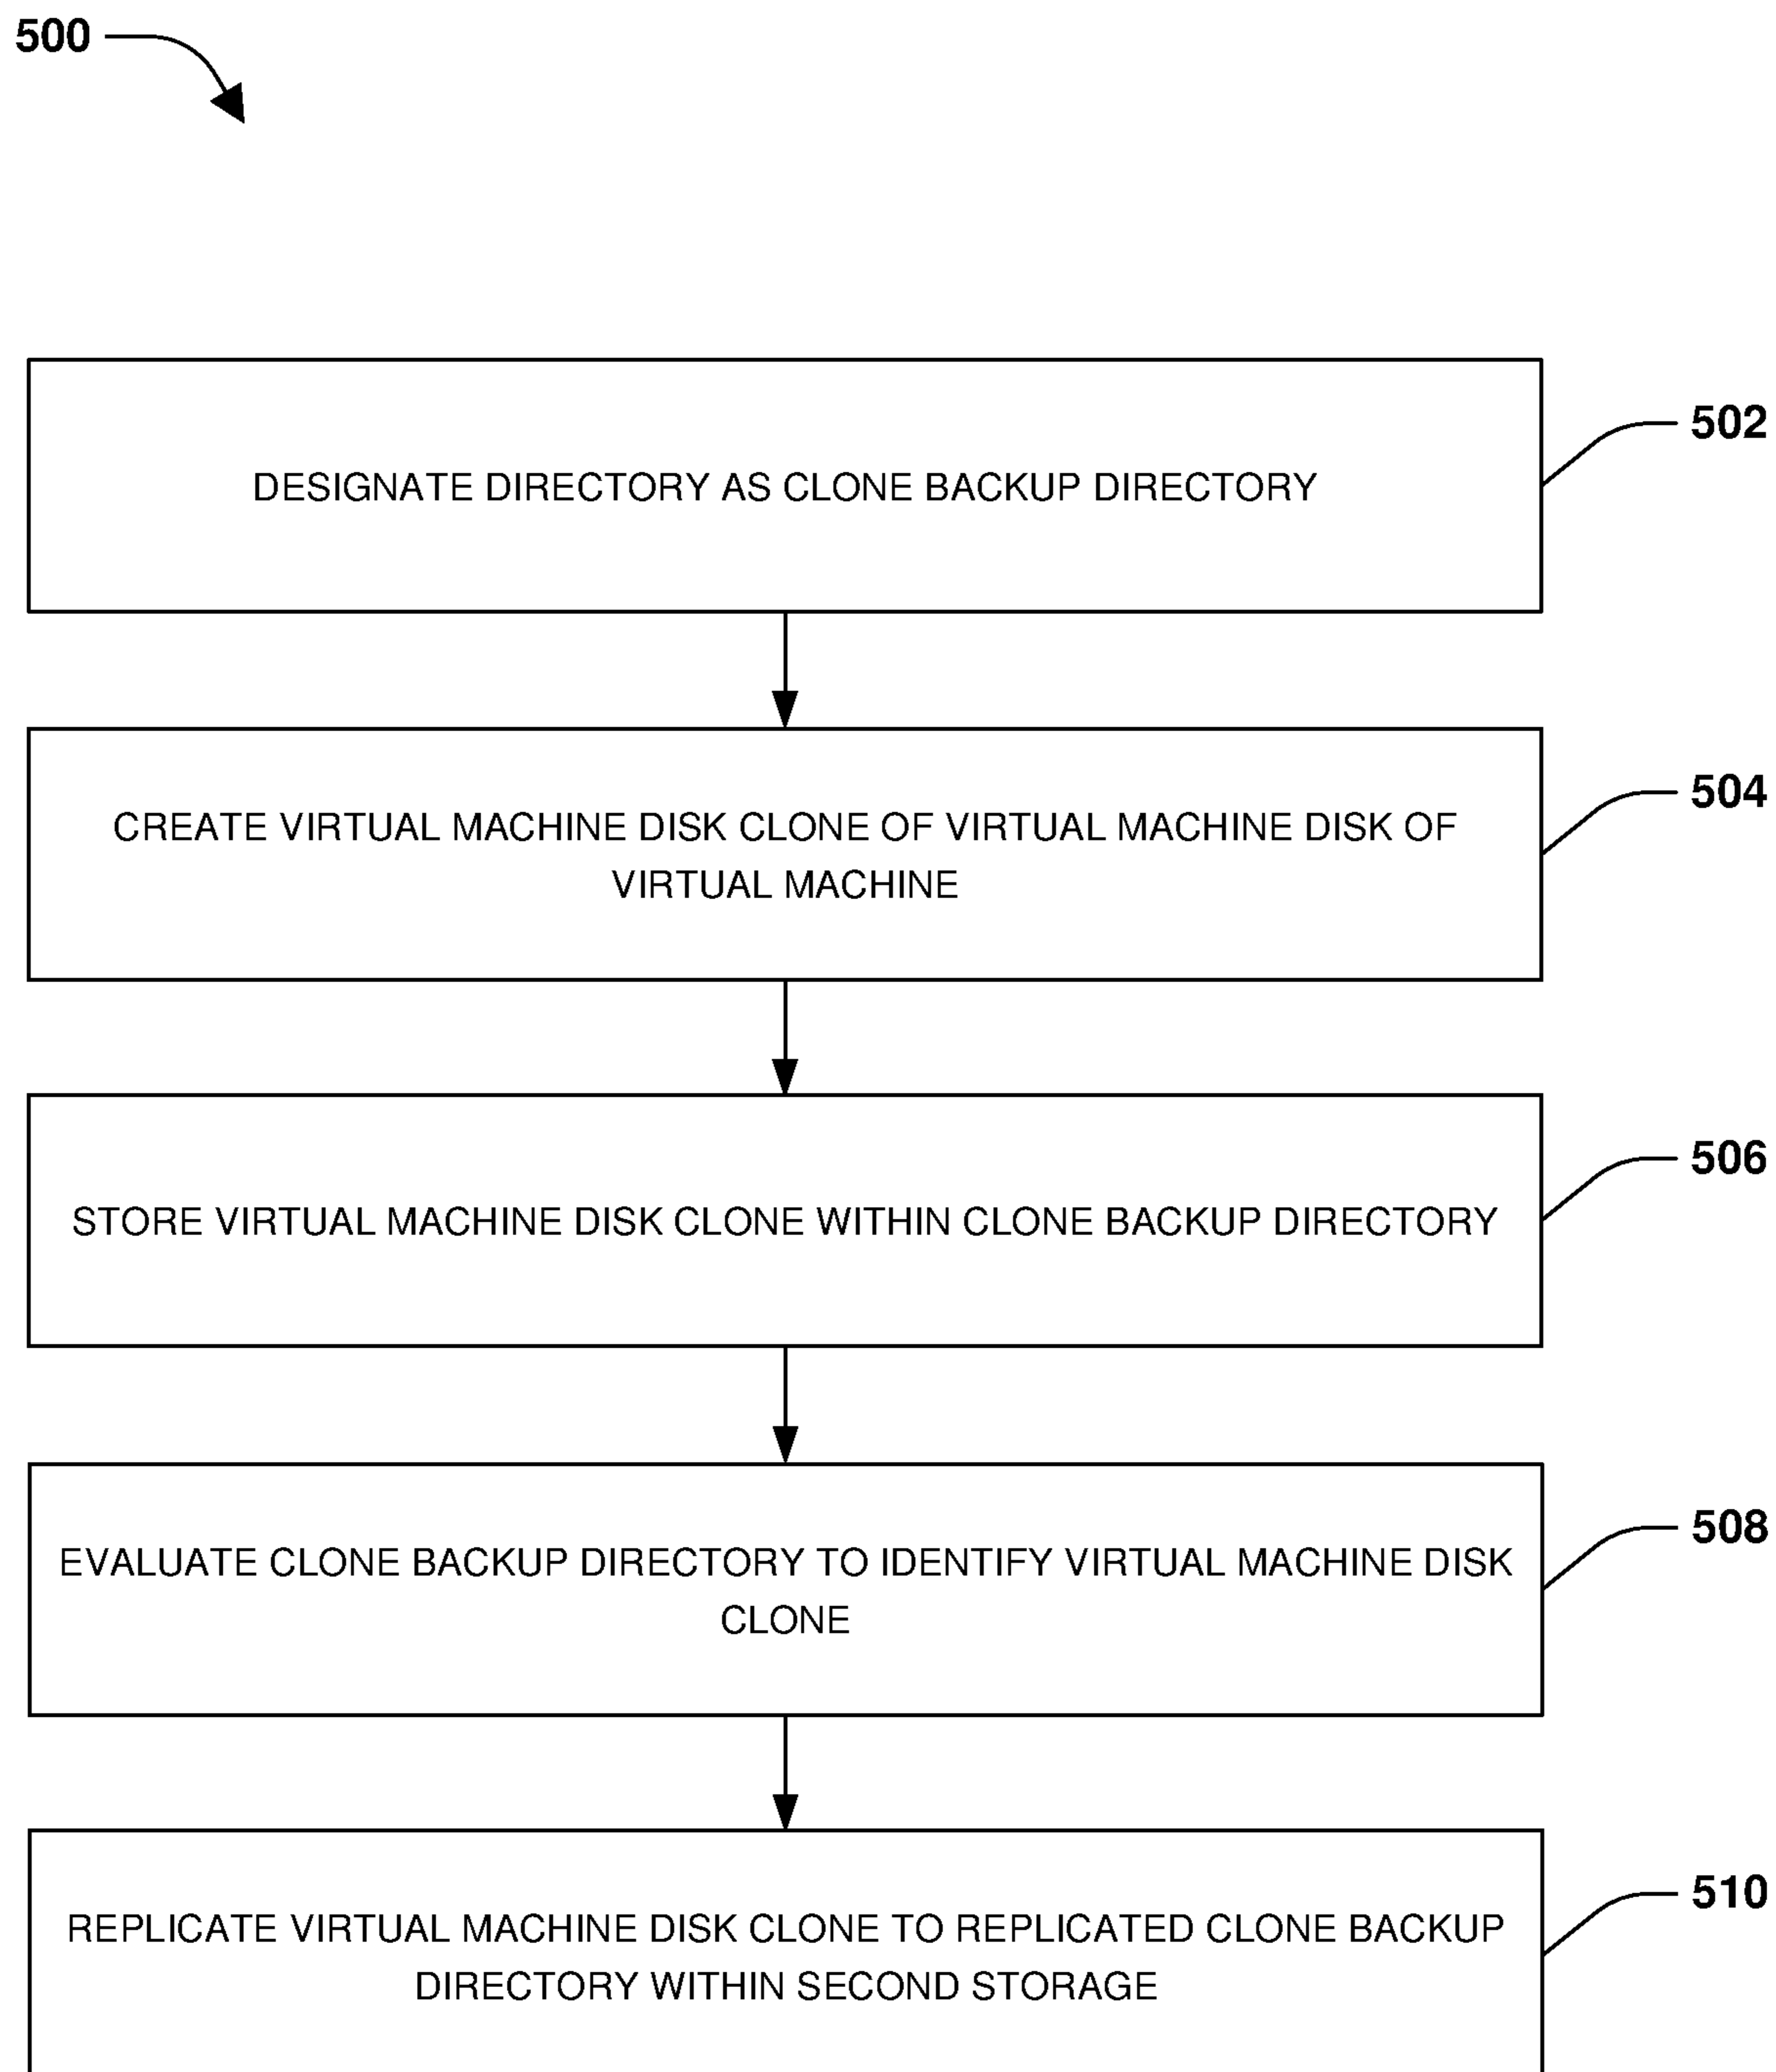 500
DESIGNATE DIRECTORY AS CLONE BACKUP DIRECTORY
502
CREATE VIRTUAL MACHINE DISK CLONE OF VIRTUAL MACHINE DISK OF
VIRTUAL MACHINE
504
STORE VIRTUAL MACHINE DISK CLONE WITHIN CLONE BACKUP DIRECTORY
506
EVALUATE CLONE BACKUP DIRECTORY TO IDENTIFY VIRTUAL MACHINE DISK
CLONE
508
REPLICATE VIRTUAL MACHINE DISK CLONE TO REPLICATED CLONE BACKUP
DIRECTORY WITHIN SECOND STORAGE
510